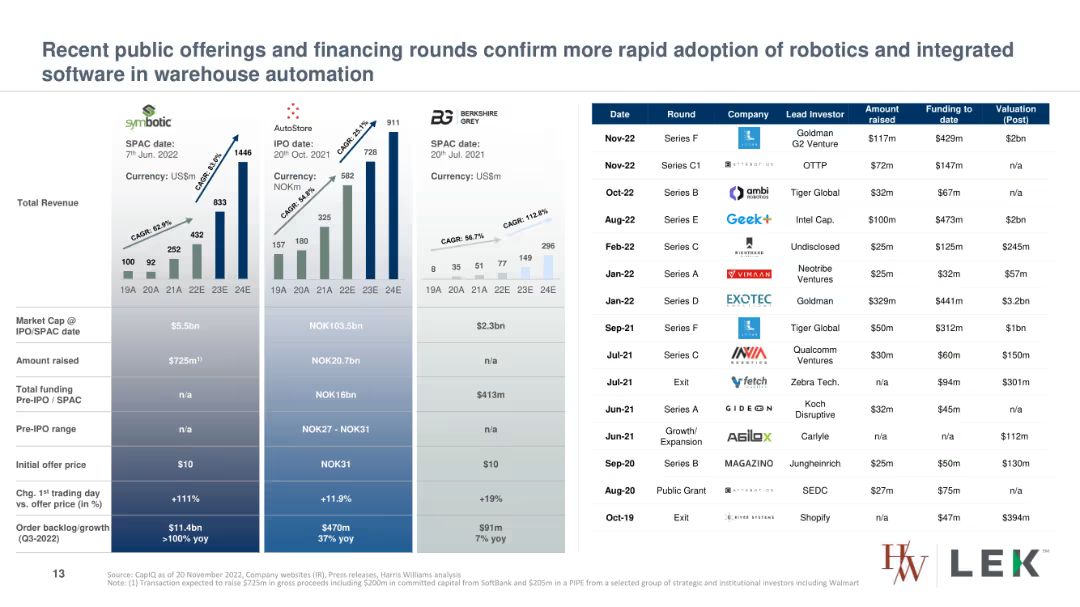 Recent public offerings and financing rounds confirm more rapid adoption of robotics and integrated
software in warehouse automation
symbotic
SPAC date:
7th Jun. 2022
Currency: US$m
CAGR: 62.9%
CAGR: 83.0%
100 92 252 432 833 1446
19A 20A 21A 22E 23E 24E
AutoStore
IPO date:
20th Oct. 2021
Currency:
NOKm
CAGR: 54.8%
CAGR: 25.1%
157 180 325 582 728 911
19A 20A 21A 22E 23E 24E
BG BERKSHIRE
GREY
SPAC date:
20th Jul. 2021
Currency: US$m
CAGR: 56.7%
CAGR: 112.8%
8 35 51 77 149 296
19A 20A 21A 22E 23E 24E
Total Revenue
Market Cap @
IPO/SPAC date
$5.5bn NOK103.5bn $2.3bn
Amount raised $725m1) NOK20.7bn n/a
Total funding
Pre-IPO / SPAC
n/a NOK16bn $413m
Pre-IPO range n/a NOK27 - NOK31 n/a
Initial offer price $10 NOK31 $10
Chg. 1st trading day
vs. offer price (in %)
+111% +11.9% +19%
Order backlog/growth
(Q3-2022)
$11.4bn
>100% yoy
$470m
37% yoy
$91m
7% yoy
Date Round Company Lead Investor Amount
raised Funding to
date Valuation
(Post)
Nov-22 Series F Goldman
G2 Venture $117m $429m $2bn
Nov-22 Series C1 OTTP $72m $147m n/a
Oct-22 Series B ambi
ROBOTICS Tiger Global $32m $67m n/a
Aug-22 Series E Geek+ Intel Cap. $100m $473m $2bn
Feb-22 Series C Undisclosed $25m $125m $245m
Jan-22 Series A VIMAAN Neotribe
Ventures $25m $32m $57m
Jan-22 Series D EXOTEC Goldman $329m $441m $3.2bn
Sep-21 Series F Tiger Global $50m $312m $1bn
Jul-21 Series C INVIA
ROBOTICS Qualcomm
Ventures $30m $60m $150m
Jul-21 Exit fetch Zebra Tech. n/a $94m $301m
Jun-21 Series A GIDEON Koch
Disruptive $32m $45m n/a
Jun-21 Growth/
Expansion AGILOX Carlyle n/a n/a $112m
Sep-20 Series B MAGAZINO Jungheinrich $25m $50m $130m
Aug-20 Public Grant SEDC $27m $75m n/a
Oct-19 Exit RIVER SYSTEMS Shopify n/a $47m $394m
13
Source: CapIQ as of 20 November 2022, Company websites (IR), Press releases, Harris Williams analysis
Note: (1) Transaction expected to raise $725m in gross proceeds including $200m in committed capital from SoftBank and $205m in a PIPE from a selected group of strategic and institutional investors including Walmart
HW
LEK